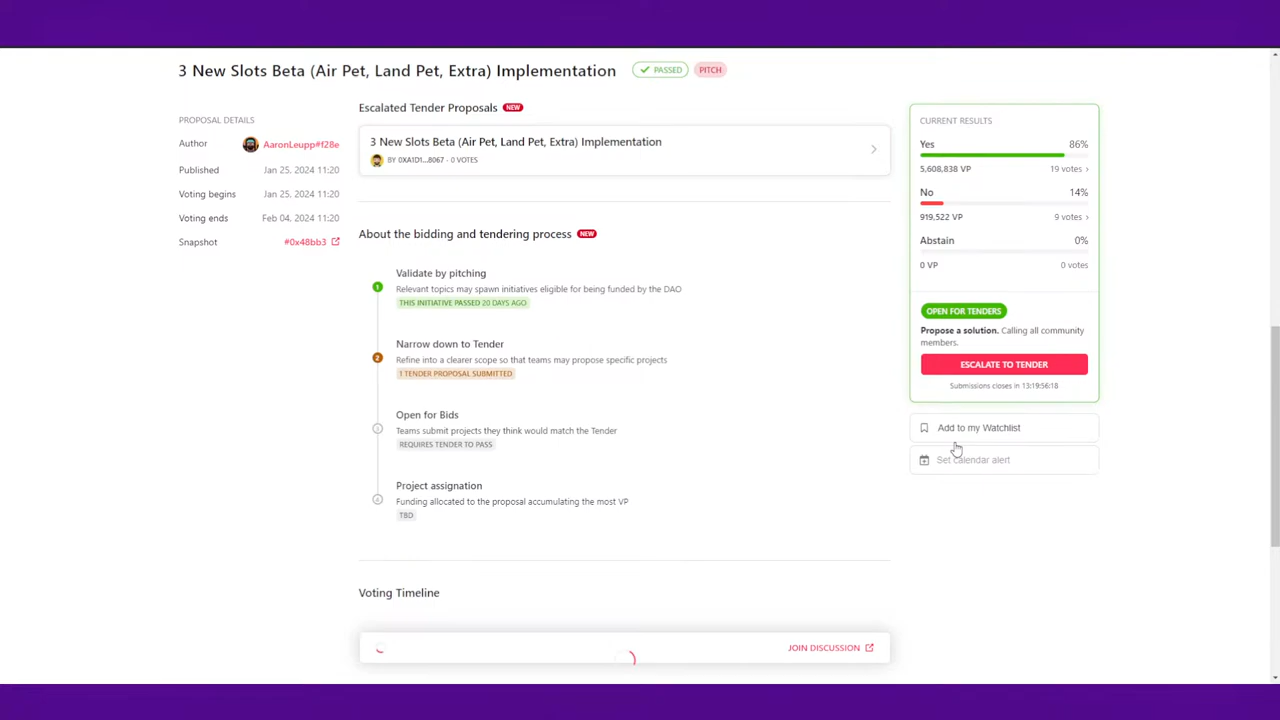 3 New Slots Beta (Air Pet, Land Pet, Extra) Implementation
PASSED
PITCH
PROPOSAL DETAILS
Author AaronLeupp#f28e
Published Jan 25, 2024 11:20
Voting begins Jan 25, 2024 11:20
Voting ends Feb 04, 2024 11:20
Snapshot #0x48bb3
Escalated Tender Proposals NEW
3 New Slots Beta (Air Pet, Land Pet, Extra) Implementation
BY 0XA1D1...8067 - 0 VOTES
About the bidding and tendering process NEW
1
Validate by pitching
Relevant topics may spawn initiatives eligible for being funded by the DAO
THIS INITIATIVE PASSED 20 DAYS AGO
2
Narrow down to Tender
Refine into a clearer scope so that teams may propose specific projects
1 TENDER PROPOSAL SUBMITTED
3
Open for Bids
Teams submit projects they think would match the Tender
REQUIRES TENDER TO PASS
4
Project assignation
Funding allocated to the proposal accumulating the most VP
TBD
Voting Timeline
JOIN DISCUSSION
CURRENT RESULTS
Yes 86%
5,608,838 VP 19 votes
No 14%
919,522 VP 9 votes
Abstain 0%
0 VP 0 votes
OPEN FOR TENDERS
Propose a solution. Calling all community
members.
ESCALATE TO TENDER
Submissions closes in 13:19:56:18
Add to my Watchlist
Set calendar alert